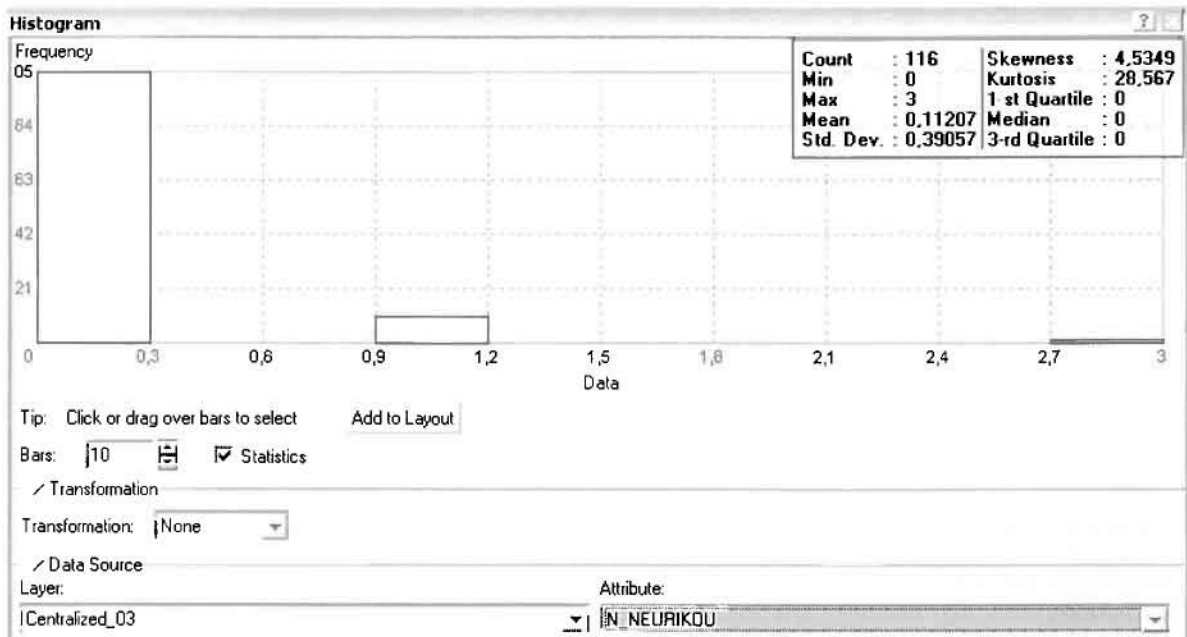 Histogram
Frequency
05
84
63
42
21
0 0,3 0,6 0,9 1,2 1,5 1,8 2,1 2,4 2,7 3
Data
Count : 116 Skewness : 4,5349
Min : 0 Kurtosis : 28,567
Max : 3 1-st Quartile : 0
Mean : 0,11207 Median : 0
Std. Dev. : 0,39057 3-rd Quartile : 0
Tip: Click or drag over bars to select Add to Layout
Bars: 10 Statistics
Transformation
Transformation: None
Data Source
Layer: Attribute:
Centralized_03 N_NEURIKOU